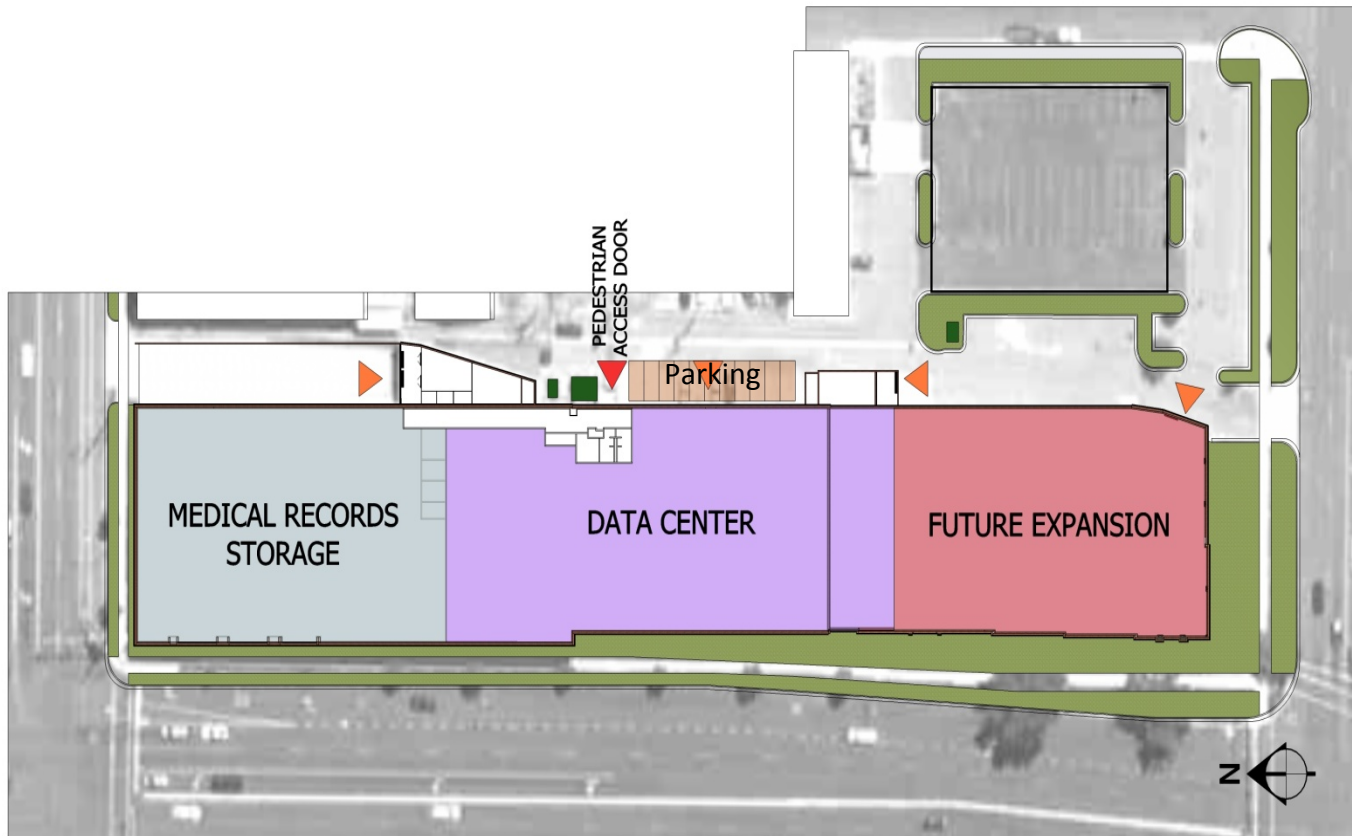 PEDESTRIAN
ACCESS DOOR
Parking
MEDICAL RECORDS
STORAGE
DATA CENTER
FUTURE EXPANSION
N